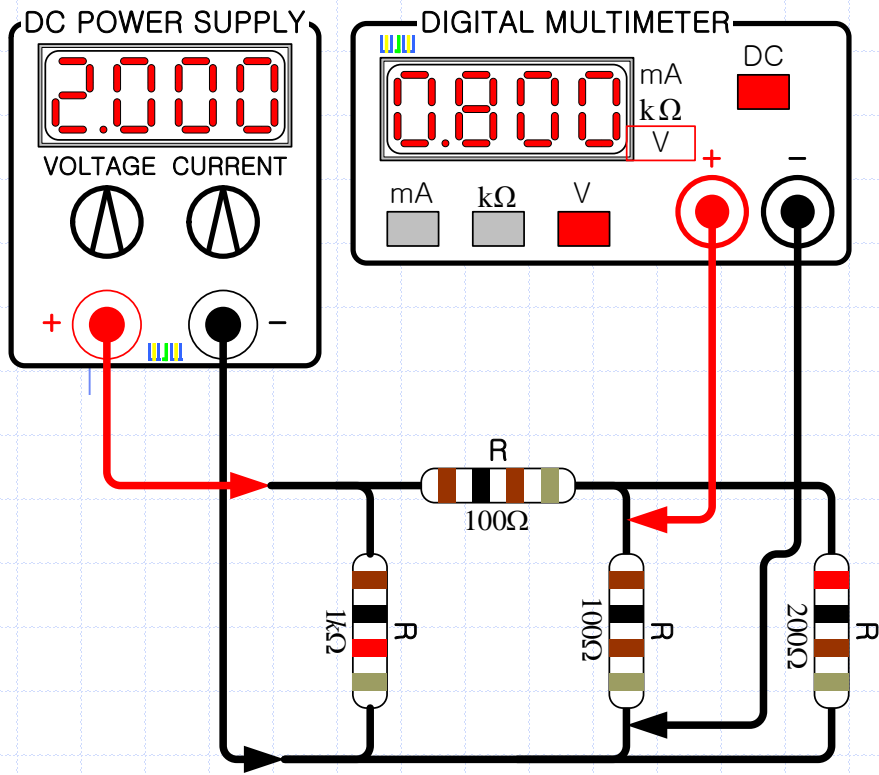 DC POWER SUPPLY
2.000
VOLTAGE CURRENT
+ −
DIGITAL MULTIMETER
0.800
mA
kΩ
V
DC
mA kΩ V
+ −
R
100Ω
1kΩ
R
100Ω
R
200Ω
R